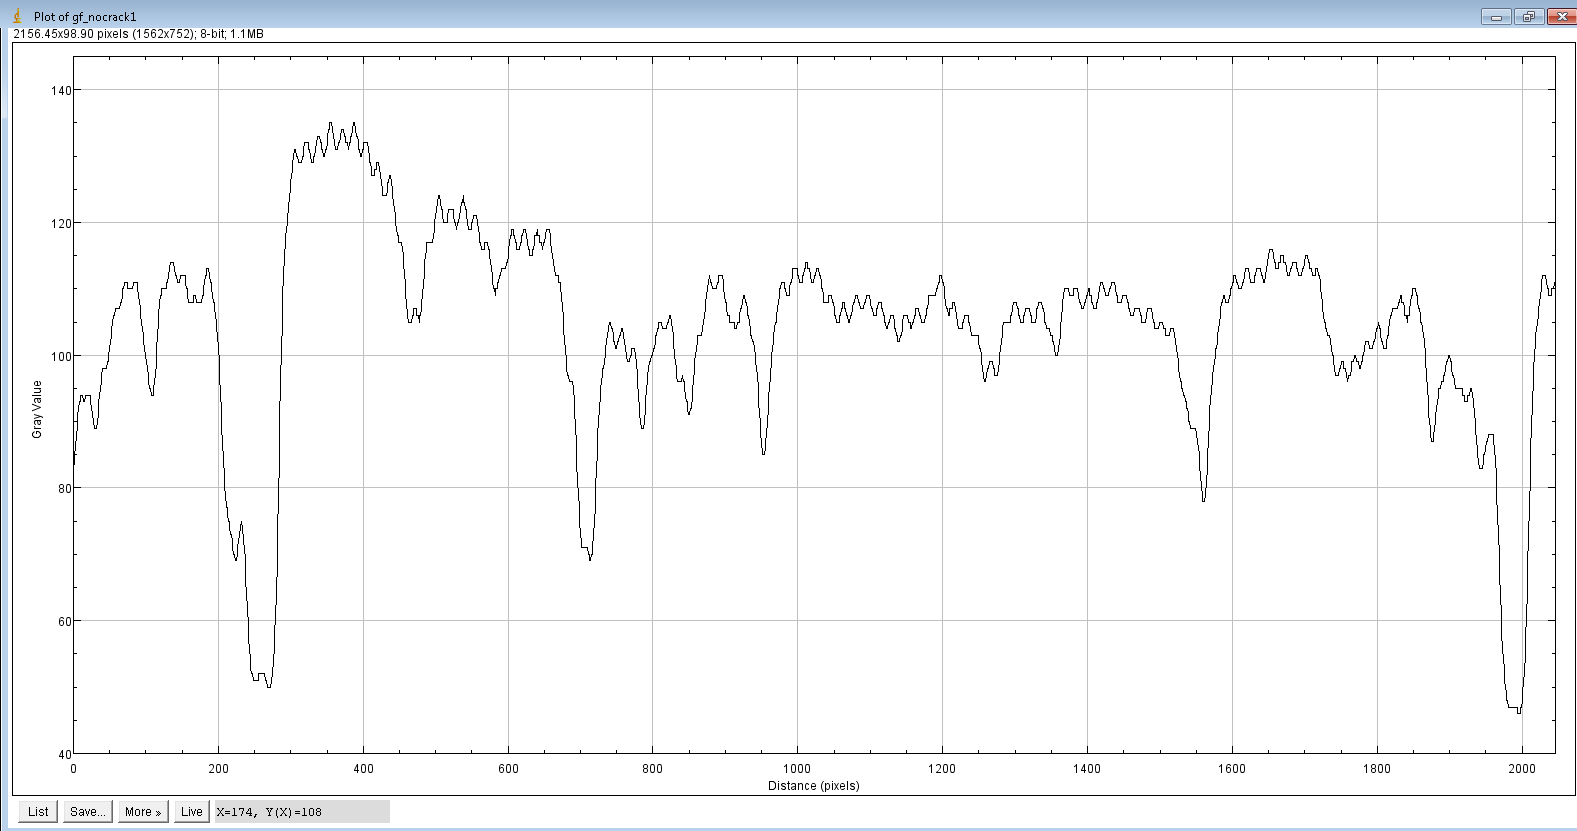 Plot of gf_nocrack1
2156.45x98.90 pixels (1562x752); 8-bit; 1.1MB
140
120
100
80
60
40
Gray Value
0 200 400 600 800 1000 1200 1400 1600 1800 2000
Distance (pixels)
List Save... More » Live X=174, Y(X)=108